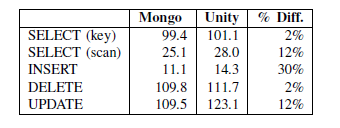 Mongo Unity % Diff.
SELECT (key) 99.4 101.1 2%
SELECT (scan) 25.1 28.0 12%
INSERT 11.1 14.3 30%
DELETE 109.8 111.7 2%
UPDATE 109.5 123.1 12%